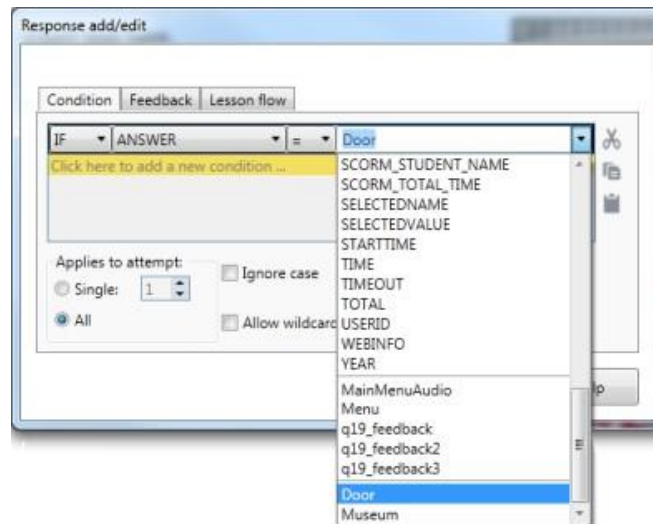 Response add/edit
Condition Feedback Lesson flow
IF ANSWER = Door
Click here to add a new condition ...
SCORM_STUDENT_NAME
SCORM_TOTAL_TIME
SELECTEDNAME
SELECTEDVALUE
STARTTIME
TIME
TIMEOUT
TOTAL
USERID
WEBINFO
YEAR
MainMenuAudio
Menu
q19_feedback
q19_feedback2
q19_feedback3
Door
Museum
Applies to attempt:
Single: 1
All
Ignore case
Allow wildcard